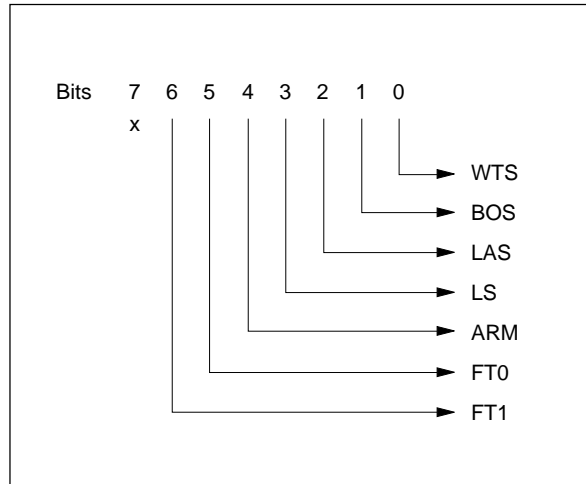 Bits 7 6 5 4 3 2 1 0
x
WTS
BOS
LAS
LS
ARM
FT0
FT1